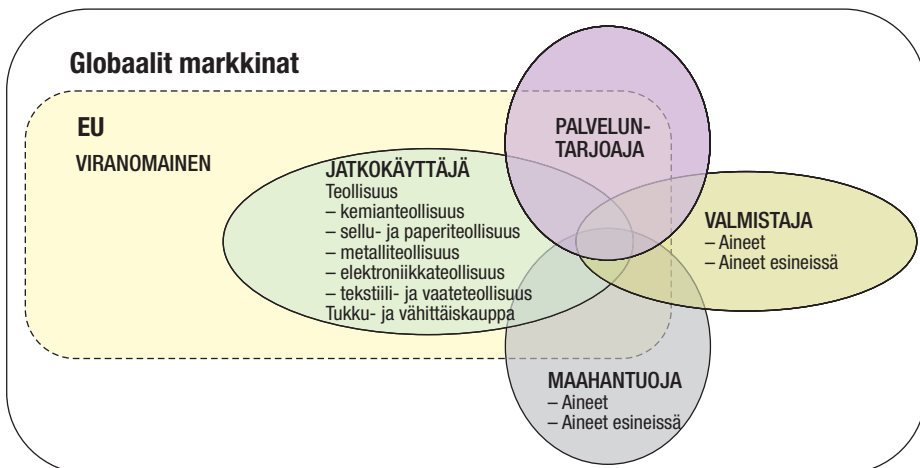 Globaalit markkinat
EU
VIRANOMAINEN
PALVELUN-
TARJOAJA
JATKOKÄYTTÄJÄ
Teollisuus
– kemianteollisuus
– sellu- ja paperiteollisuus
– metalliteollisuus
– elektroniikkateollisuus
– tekstiili- ja vaateteollisuus
Tukku- ja vähittäiskauppa
VALMISTAJA
– Aineet
– Aineet esineissä
MAAHANTUOJA
– Aineet
– Aineet esineissä